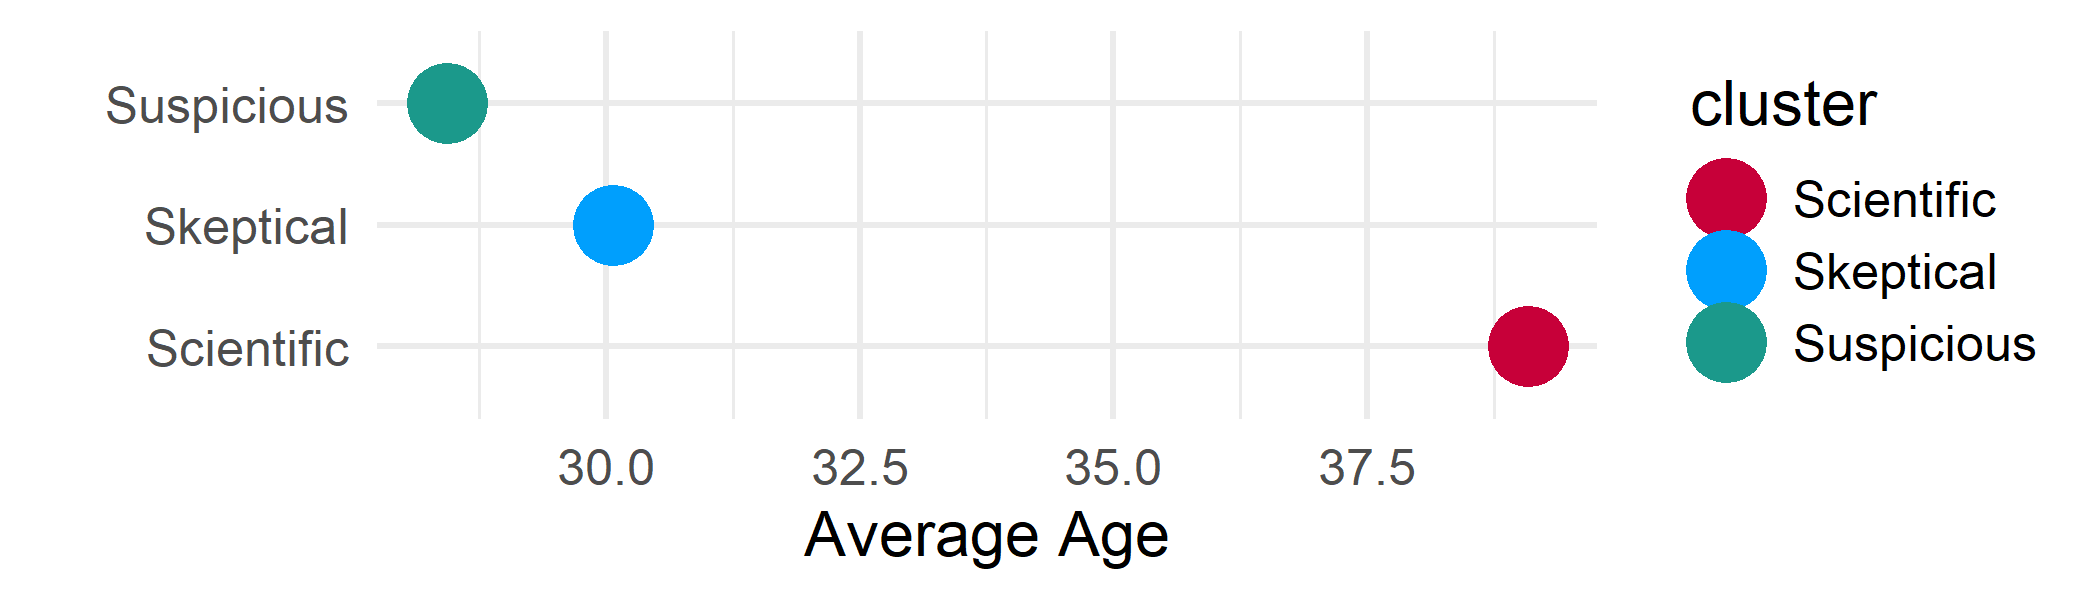 Suspicious
Skeptical
Scientific
30.0 32.5 35.0 37.5
Average Age
cluster
Scientific
Skeptical
Suspicious